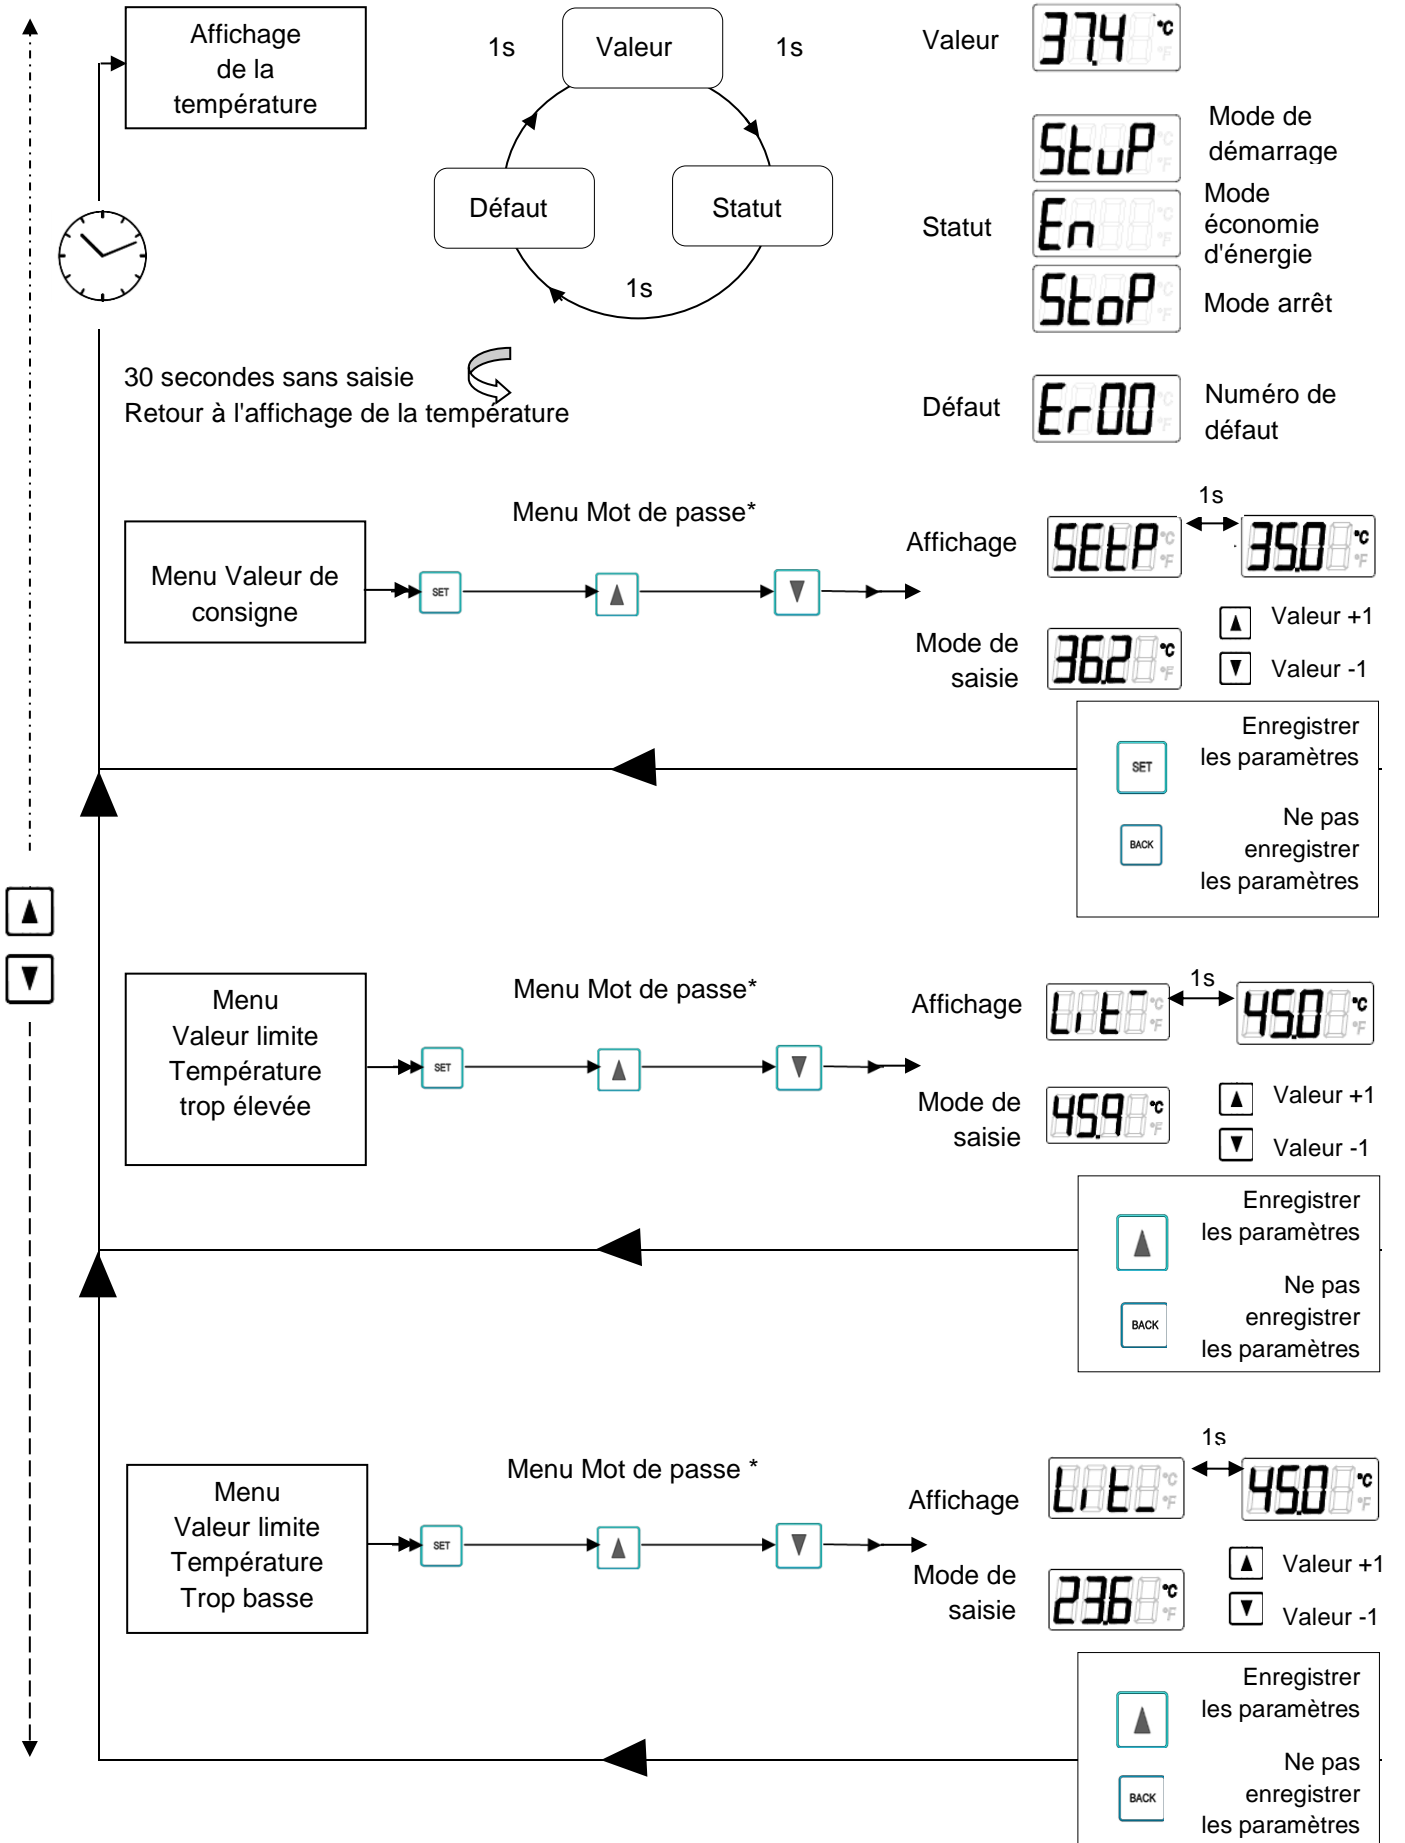 Affichage
de la
température
1s
Valeur
1s
Défaut
Statut
1s
Valeur
37.4 °C °F
Statut
StuP °C °F
Mode de
démarrage
En °C °F
Mode
économie
d'énergie
StoP °C °F
Mode arrêt
30 secondes sans saisie
Retour à l'affichage de la température
Défaut
Er00 °C °F
Numéro de
défaut
Menu Valeur de
consigne
Menu Mot de passe*
SET
Affichage
SEtP °C °F
1s
35.0 °C °F
Mode de
saisie
36.2 °C °F
Valeur +1
Valeur -1
SET
Enregistrer
les paramètres
BACK
Ne pas
enregistrer
les paramètres
Menu
Valeur limite
Température
trop élevée
Menu Mot de passe*
SET
Affichage
Lit¯ °C °F
1s
45.0 °C °F
Mode de
saisie
45.9 °C °F
Valeur +1
Valeur -1
Enregistrer
les paramètres
BACK
Ne pas
enregistrer
les paramètres
Menu
Valeur limite
Température
Trop basse
Menu Mot de passe *
SET
Affichage
Lit_ °C °F
1s
45.0 °C °F
Mode de
saisie
23.6 °C °F
Valeur +1
Valeur -1
Enregistrer
les paramètres
BACK
Ne pas
enregistrer
les paramètres